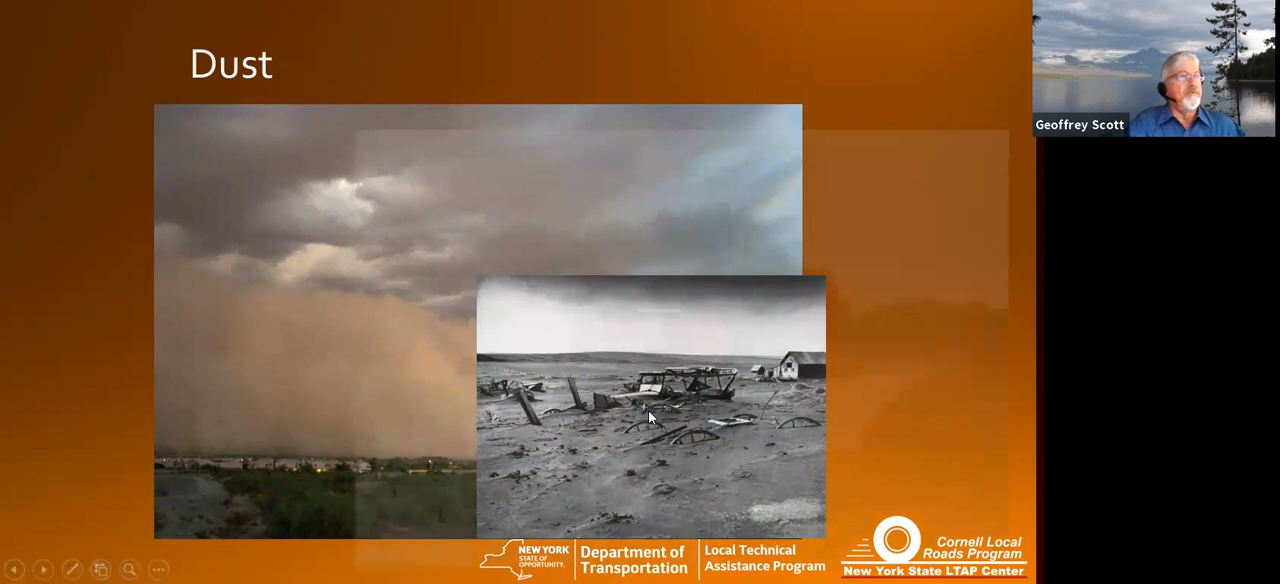 Dust
Geoffrey Scott
NEW YORK
STATE OF
OPPORTUNITY.
Department of
Transportation
Local Technical
Assistance Program
Cornell Local
Roads Program
New York State LTAP Center